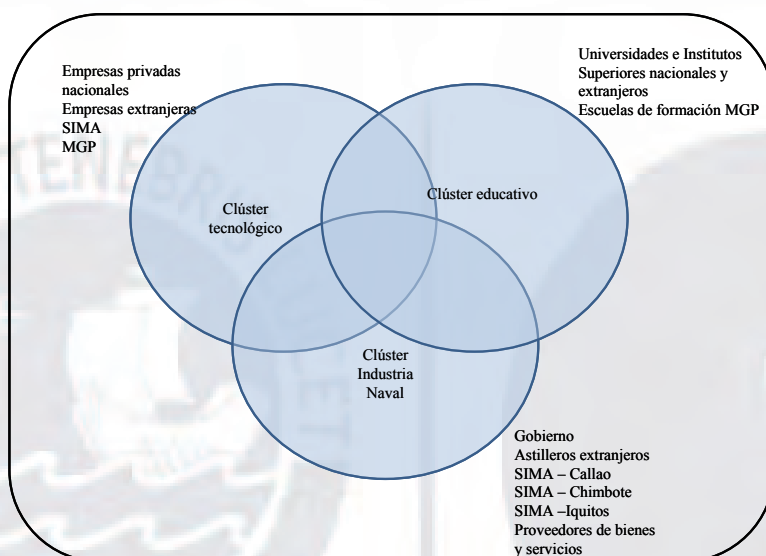 Empresas privadas
nacionales
Empresas extranjeras
SIMA
MGP
Universidades e Institutos
Superiores nacionales y
extranjeros
Escuelas de formación MGP
Clúster
tecnológico
Clúster educativo
Clúster
Industria
Naval
Gobierno
Astilleros extranjeros
SIMA – Callao
SIMA – Chimbote
SIMA –Iquitos
Proveedores de bienes
y servicios
TENEBRIS